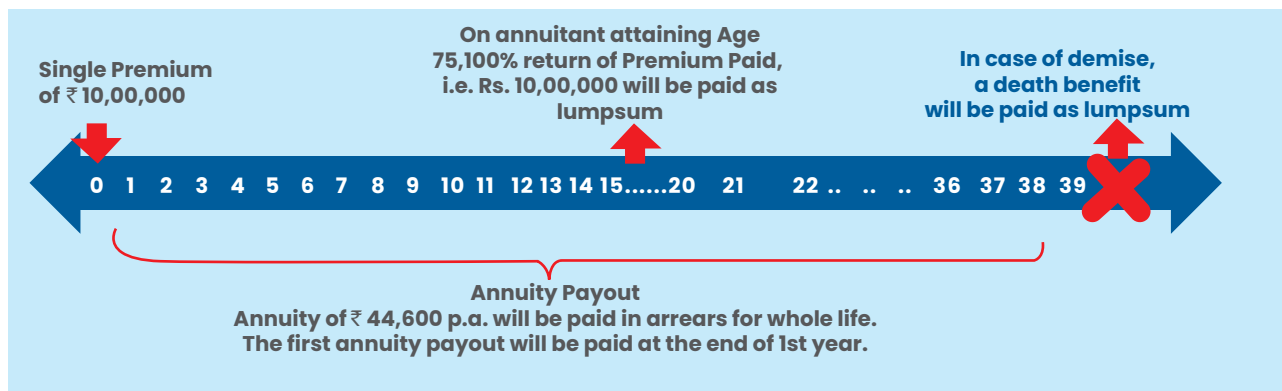 Single Premium
of ₹ 10,00,000
On annuitant attaining Age
75,100% return of Premium Paid,
i.e. Rs. 10,00,000 will be paid as
lumpsum
In case of demise,
a death benefit
will be paid as lumpsum
0 1 2 3 4 5 6 7 8 9 10 11 12 13 14 15......20 21 22 .. .. .. 36 37 38 39
Annuity Payout
Annuity of ₹ 44,600 p.a. will be paid in arrears for whole life.
The first annuity payout will be paid at the end of 1st year.